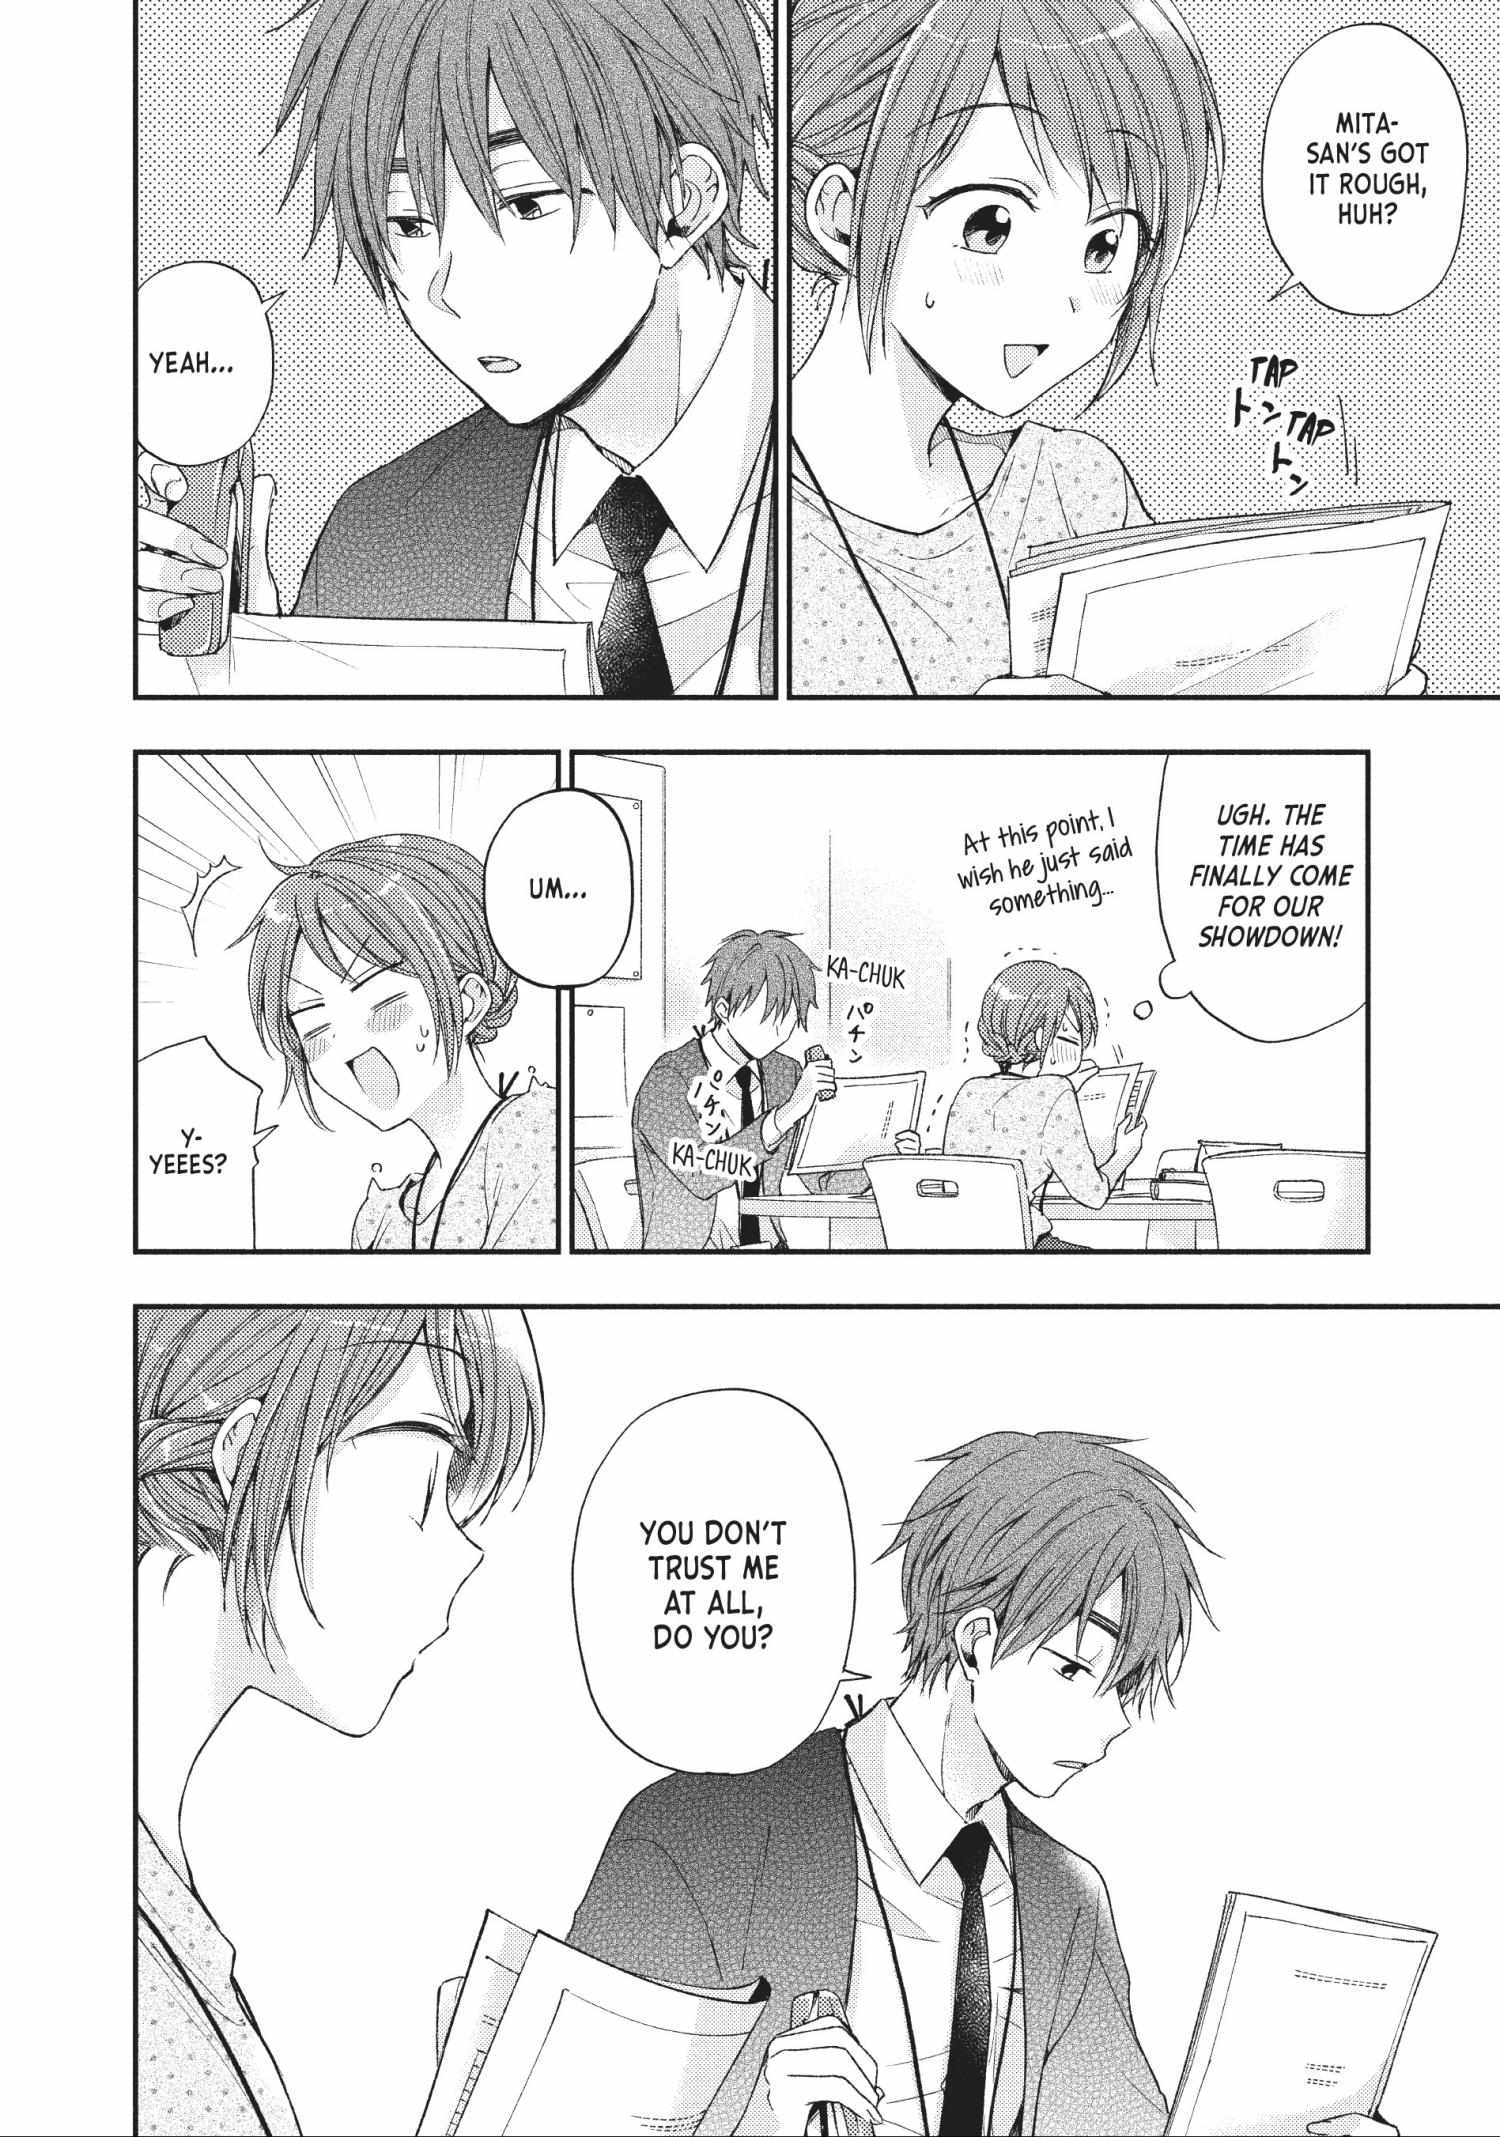 MITA-
SAN'S GOT
IT ROUGH,
HUH?
TAP
トン
TAP
トン
YEAH...
UGH. THE
TIME HAS
FINALLY COME
FOR OUR
SHOWDOWN!
At this point, I
wish he just said
something...
KA-CHUK
パチン
パチン
KA-CHUK
UM...
Y-
YEEES?
YOU DON'T
TRUST ME
AT ALL,
DO YOU?